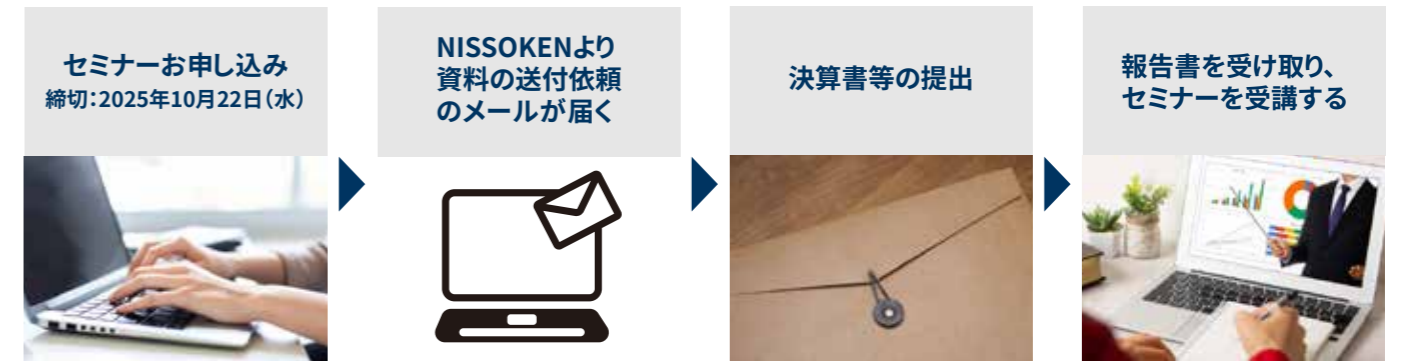 セミナーお申し込み
締切：2025年10月22日（水）
NISSOKENより
資料の送付依頼
のメールが届く
決算書等の提出
報告書を受け取り、
セミナーを受講する